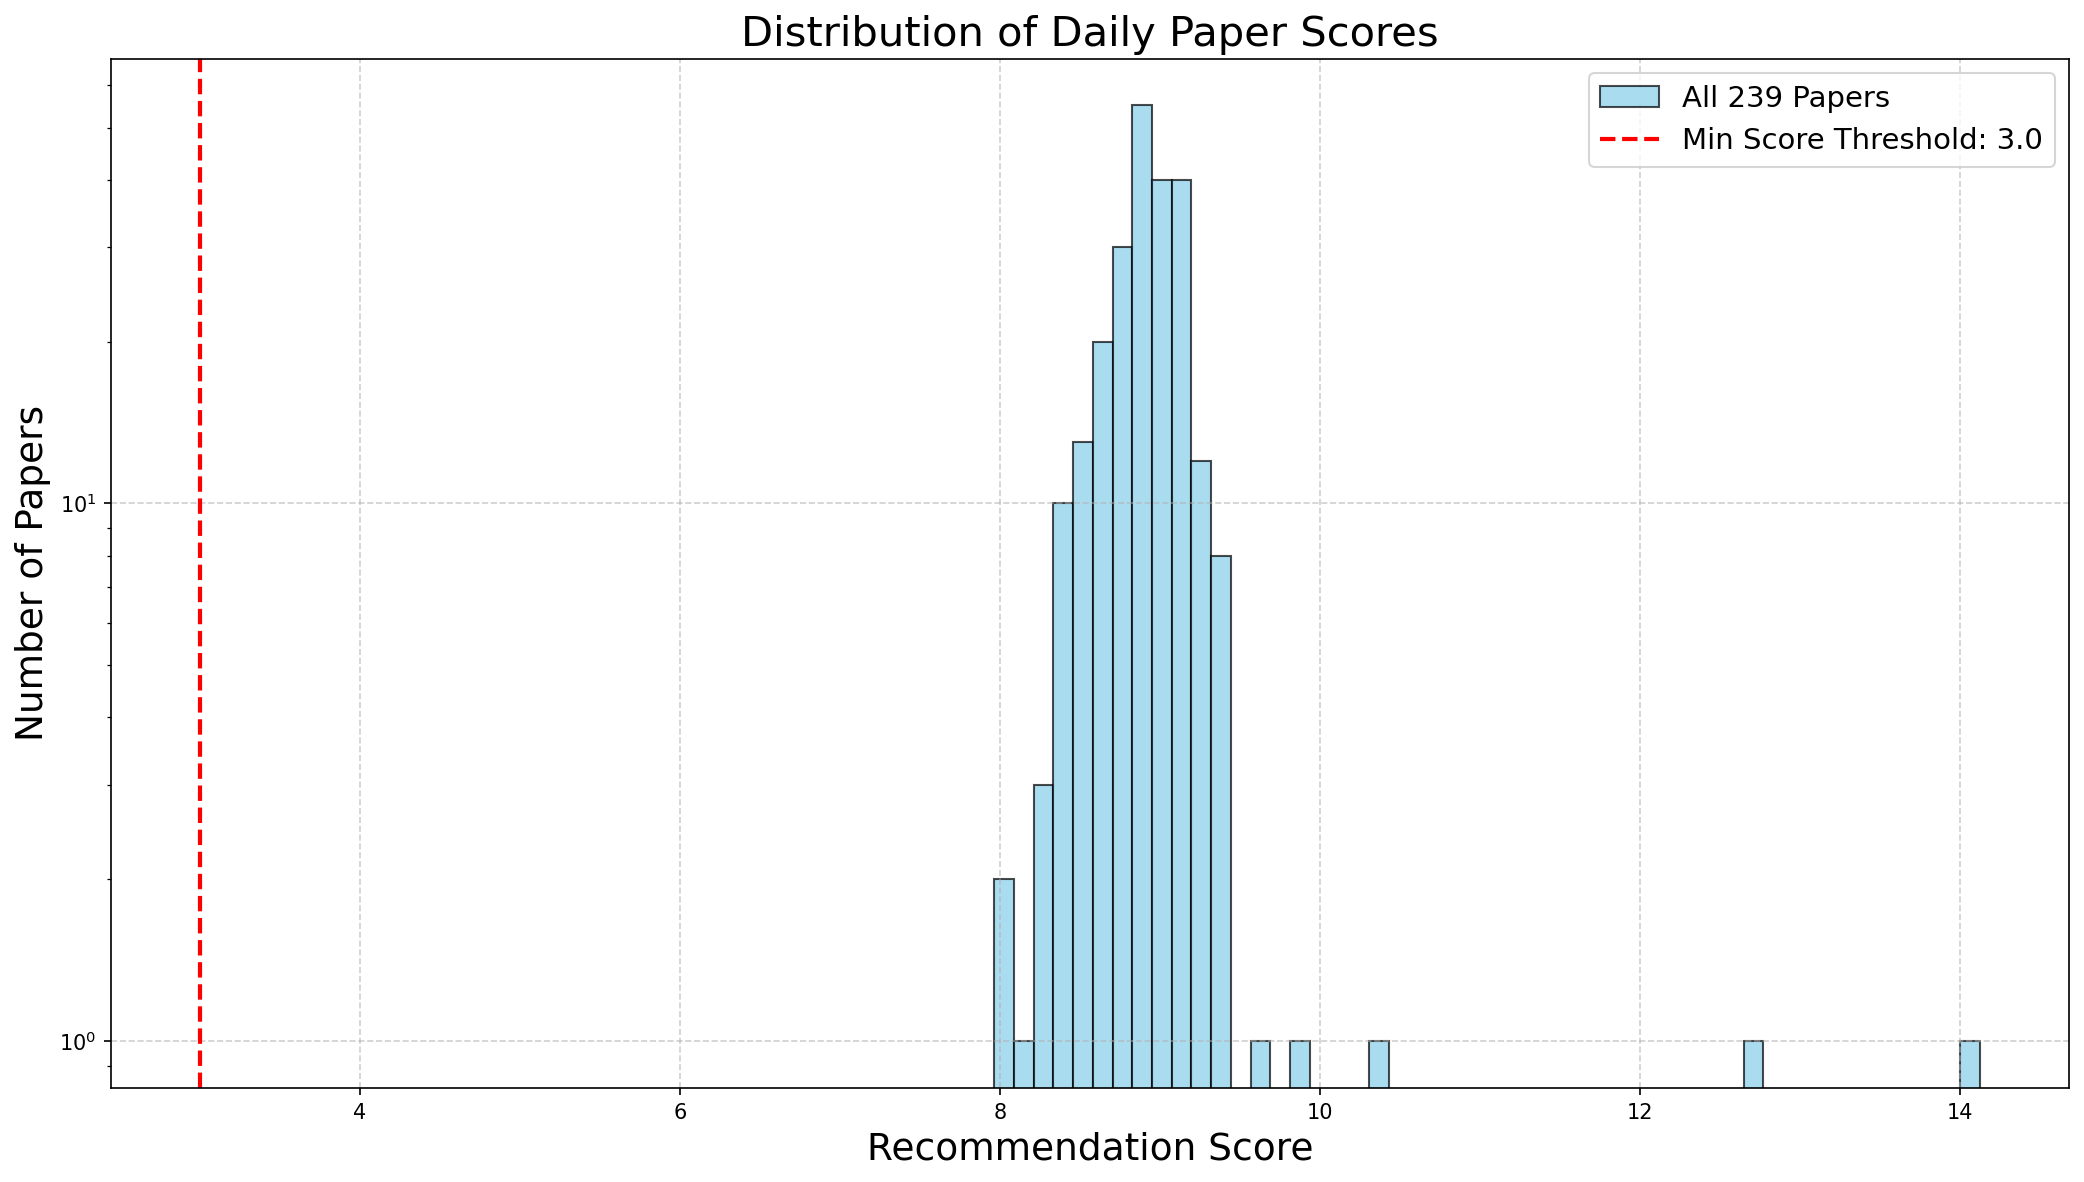 Distribution of Daily Paper Scores
All 239 Papers
Min Score Threshold: 3.0
Number of Papers
10¹
10⁰
4 6 8 10 12 14
Recommendation Score